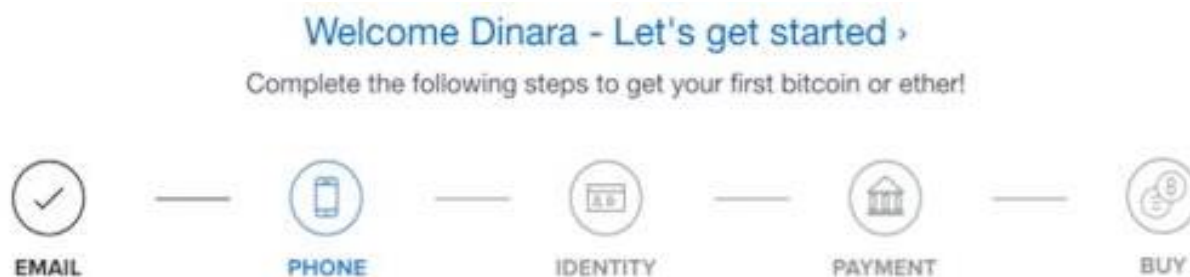 Welcome Dinara - Let's get started ›
Complete the following steps to get your first bitcoin or ether!
EMAIL PHONE IDENTITY PAYMENT BUY